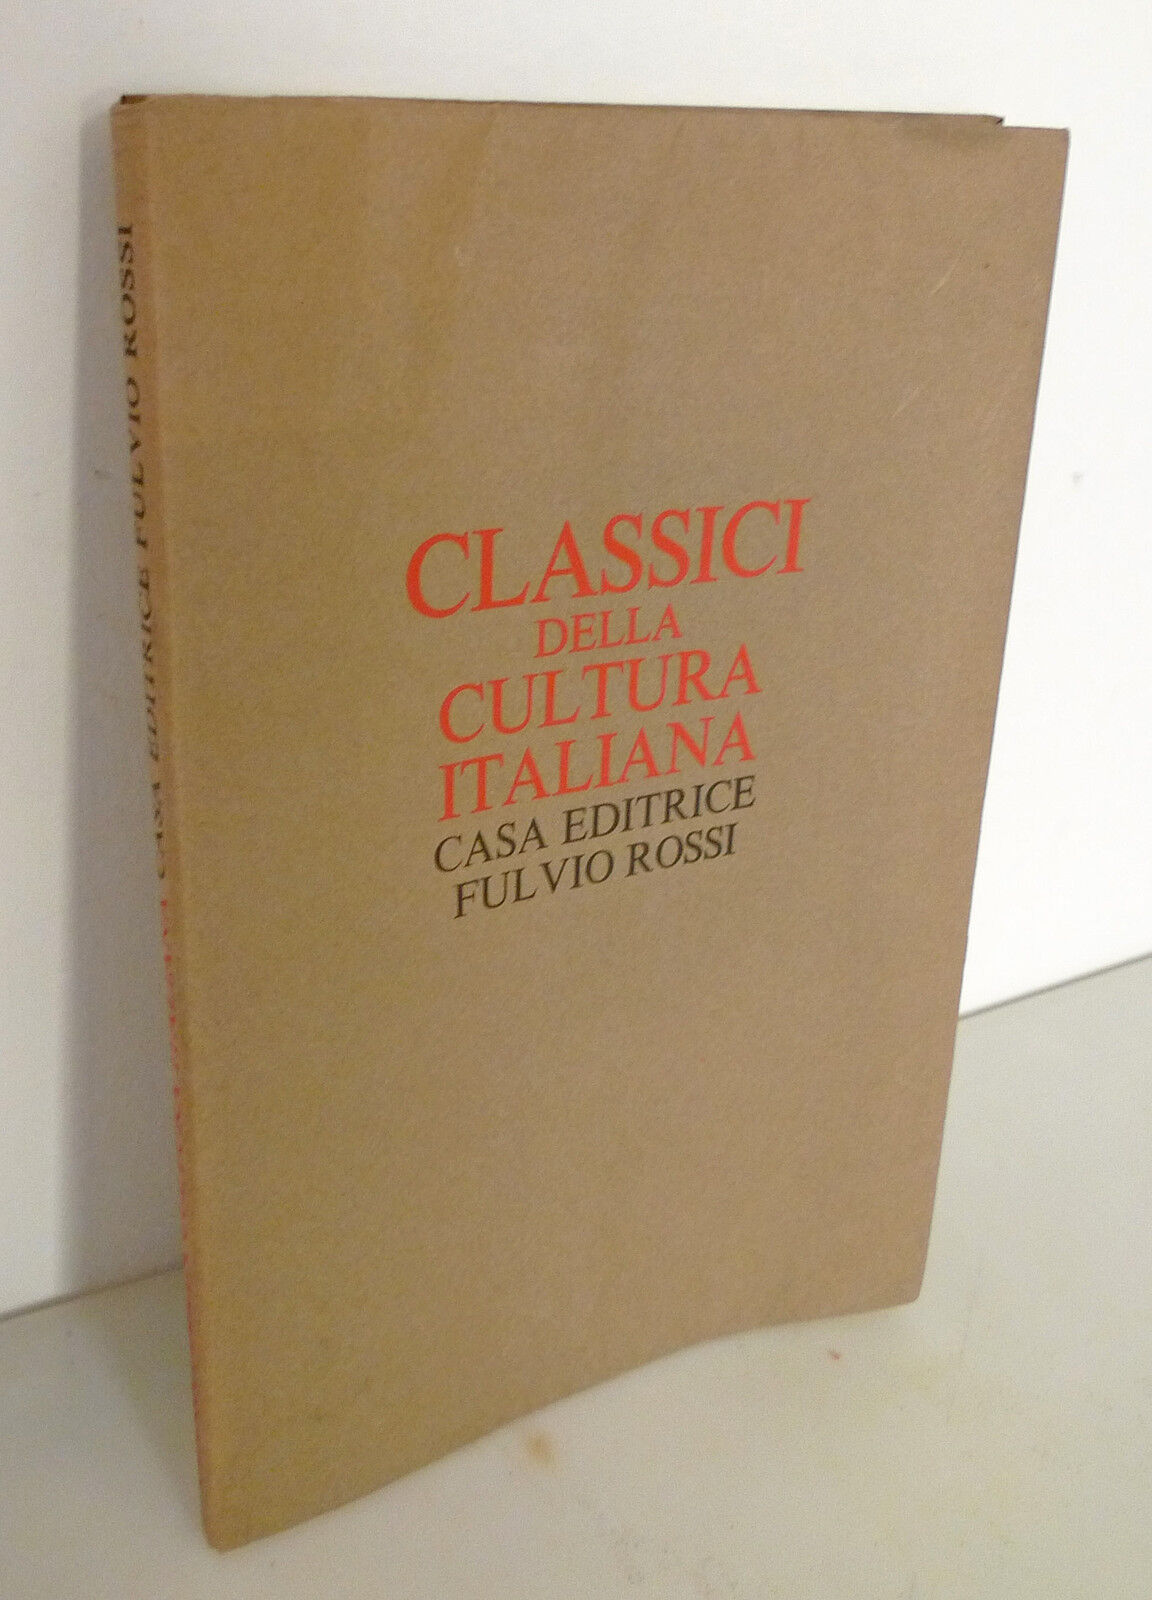 CLASSICI
DELLA
CULTURA
ITALIANA
CASA EDITRICE
FULVIO ROSSI
CASA EDITRICE FULVIO ROSSI